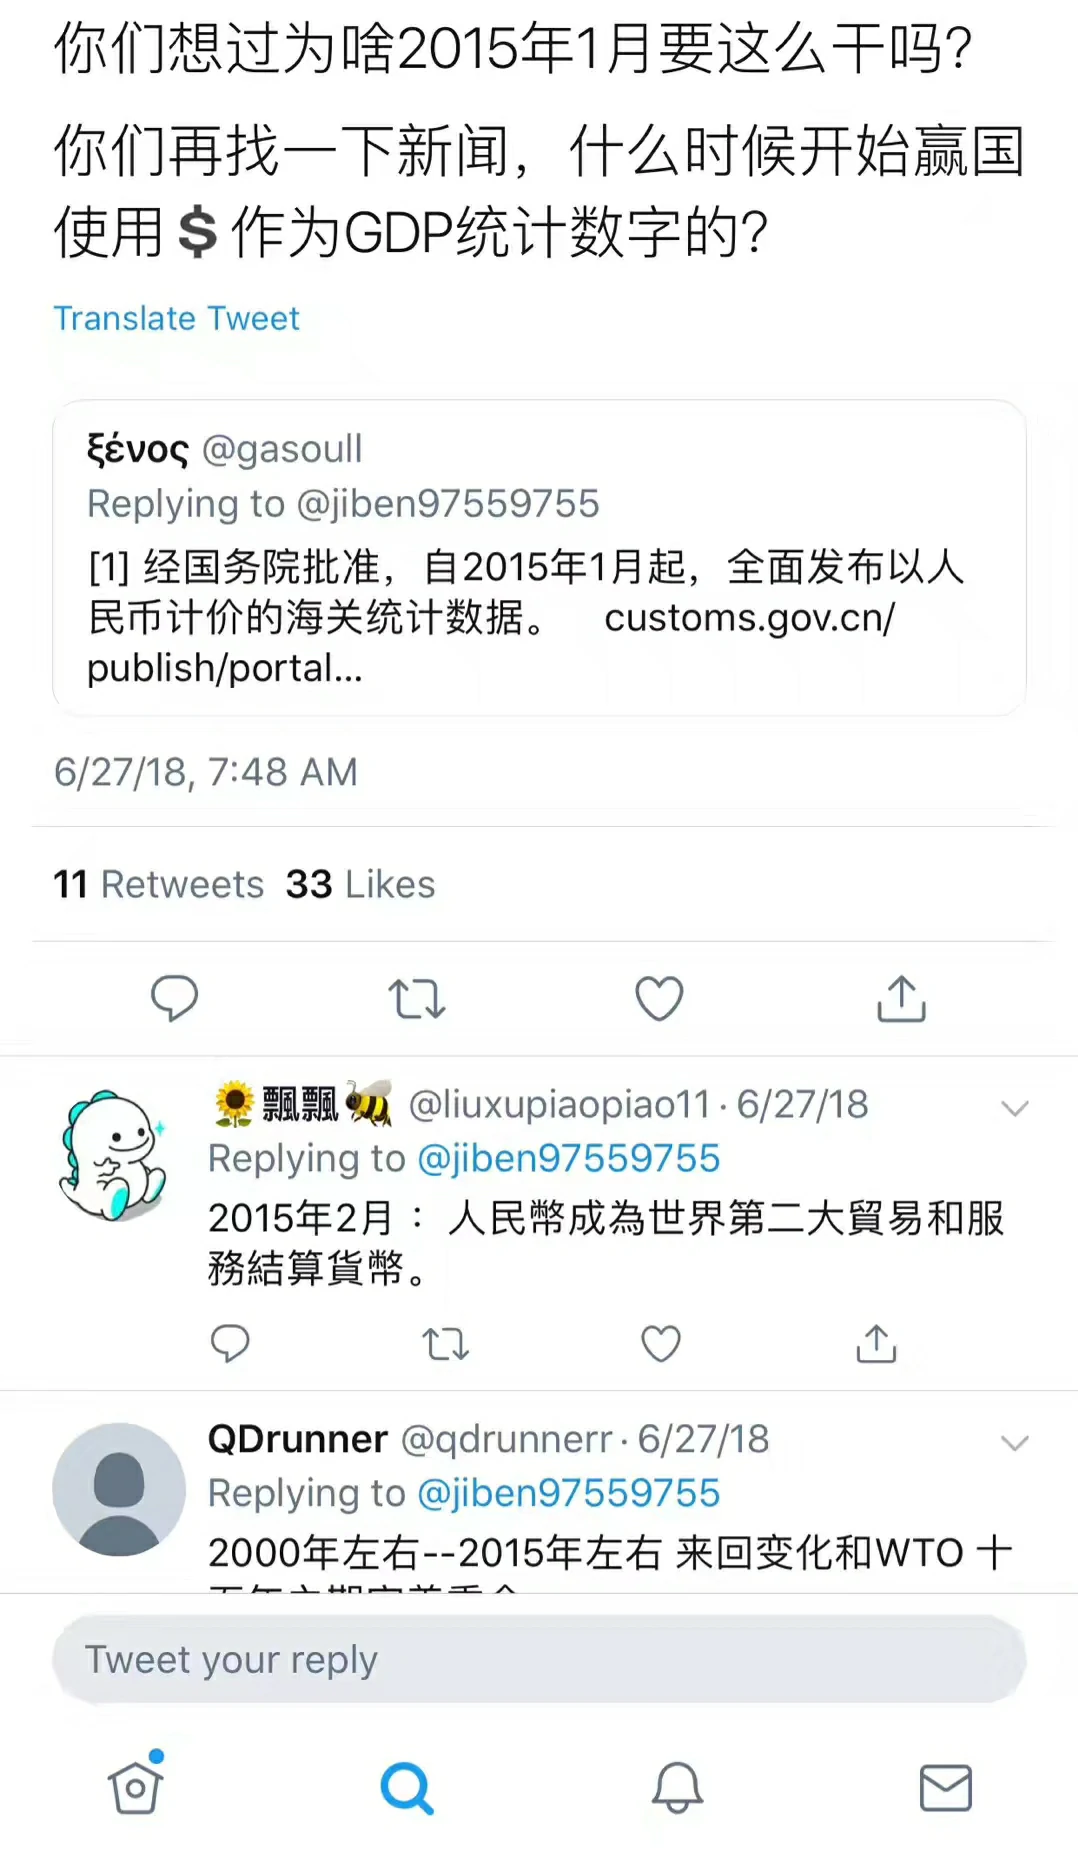 你们想过为啥2015年1月要这么干吗?
你们再找一下新闻，什么时候开始赢国
使用💲作为GDP统计数字的?
Translate Tweet
ξένος @gasoull
Replying to @jiben97559755
[1] 经国务院批准，自2015年1月起，全面发布以人
民币计价的海关统计数据。 customs.gov.cn/
publish/portal...
6/27/18, 7:48 AM
11 Retweets 33 Likes
🌻飄飄🐝 @liuxupiaopiao11 · 6/27/18
Replying to @jiben97559755
2015年2月： 人民幣成為世界第二大貿易和服
務結算貨幣。
QDrunner @qdrunnerr · 6/27/18
Replying to @jiben97559755
2000年左右--2015年左右 来回变化和WTO 十
Tweet your reply